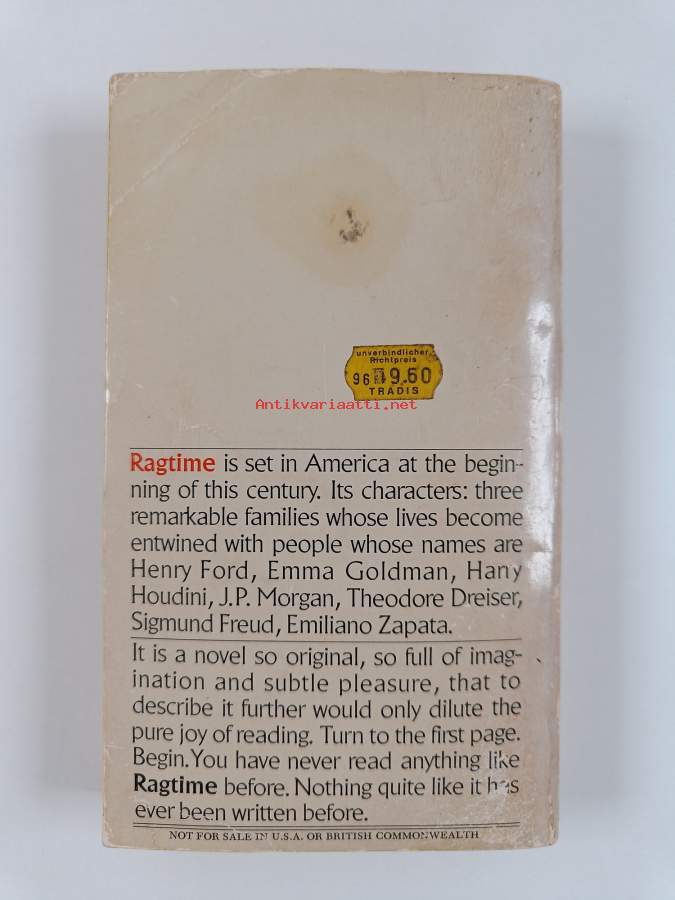 unverbindlicher
Richtpreis
96 9.60
TRADIS
Antikvariaatti.net
Ragtime is set in America at the begin-
ning of this century. Its characters: three
remarkable families whose lives become
entwined with people whose names are
Henry Ford, Emma Goldman, Hany
Houdini, J.P. Morgan, Theodore Dreiser,
Sigmund Freud, Emiliano Zapata.
It is a novel so original, so full of imag-
ination and subtle pleasure, that to
describe it further would only dilute the
pure joy of reading. Turn to the first page.
Begin. You have never read anything like
Ragtime before. Nothing quite like it has
ever been written before.
NOT FOR SALE IN U.S.A. OR BRITISH COMMONWEALTH